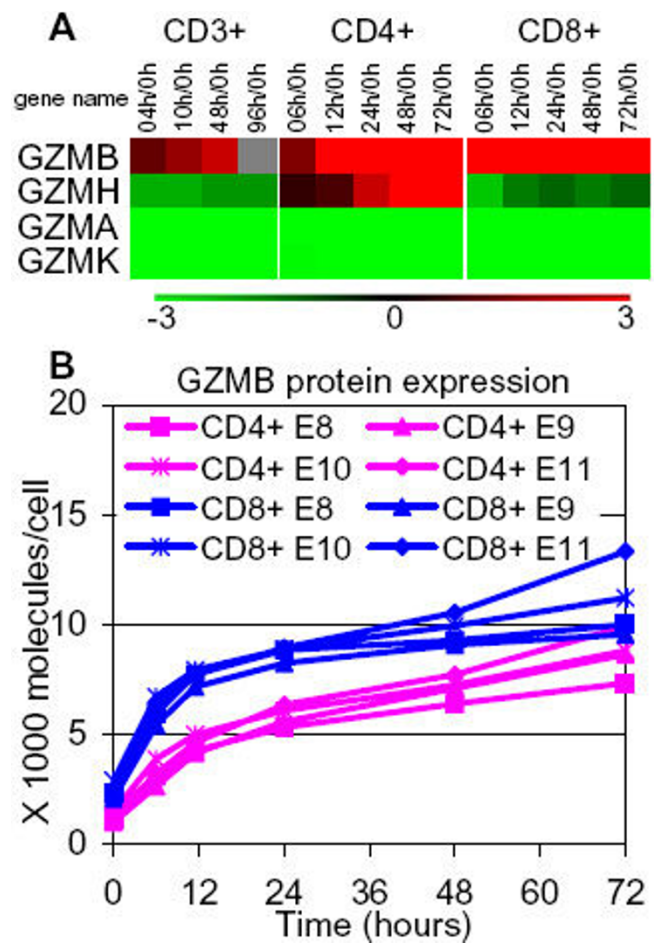 A
CD3+ CD4+ CD8+
gene name 04h/0h 10h/0h 48h/0h 96h/0h 06h/0h 12h/0h 24h/0h 48h/0h 72h/0h 06h/0h 12h/0h 24h/0h 48h/0h 72h/0h
GZMB
GZMH
GZMA
GZMK
-3 0 3
B
GZMB protein expression
CD4+ E8 CD4+ E9
CD4+ E10 CD4+ E11
CD8+ E8 CD8+ E9
CD8+ E10 CD8+ E11
X 1000 molecules/cell
20
15
10
5
0
0 12 24 36 48 60 72
Time (hours)